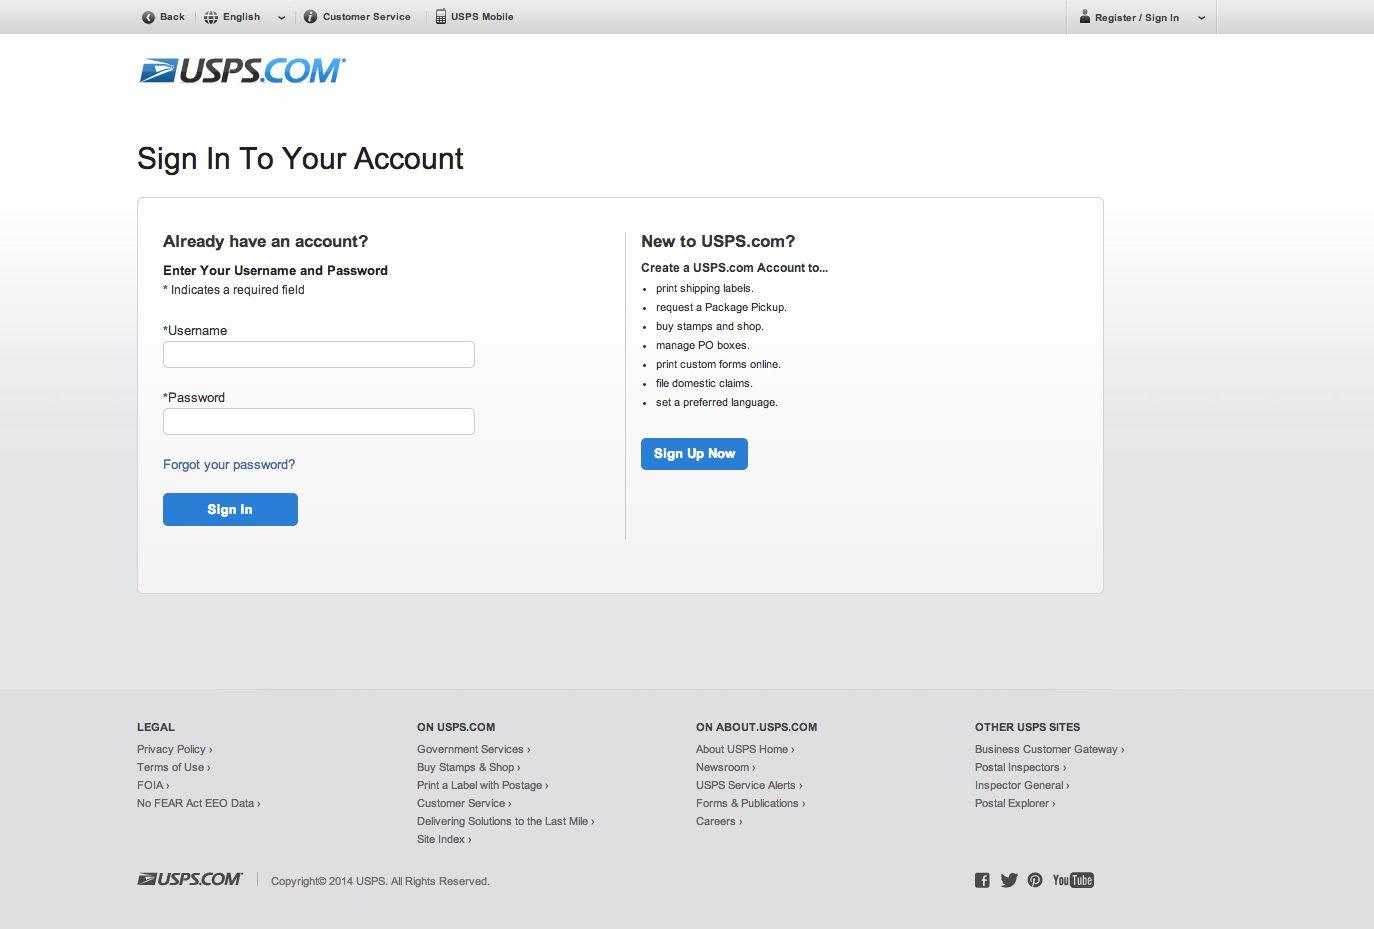 Back English Customer Service USPS Mobile Register / Sign In
USPS.COM
Sign In To Your Account
Already have an account?
Enter Your Username and Password
* Indicates a required field
*Username
*Password
Forgot your password?
Sign In
New to USPS.com?
Create a USPS.com Account to...
• print shipping labels.
• request a Package Pickup.
• buy stamps and shop.
• manage PO boxes.
• print custom forms online.
• file domestic claims.
• set a preferred language.
Sign Up Now
LEGAL
Privacy Policy ›
Terms of Use ›
FOIA ›
No FEAR Act EEO Data ›
ON USPS.COM
Government Services ›
Buy Stamps & Shop ›
Print a Label with Postage ›
Customer Service ›
Delivering Solutions to the Last Mile ›
Site Index ›
ON ABOUT.USPS.COM
About USPS Home ›
Newsroom ›
USPS Service Alerts ›
Forms & Publications ›
Careers ›
OTHER USPS SITES
Business Customer Gateway ›
Postal Inspectors ›
Inspector General ›
Postal Explorer ›
USPS.COM Copyright© 2014 USPS. All Rights Reserved.
YouTube